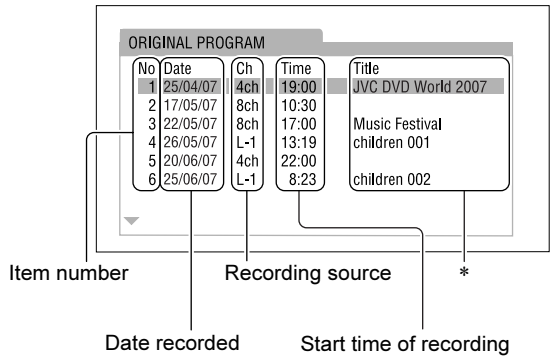 ORIGINAL PROGRAM
No Date Ch Time Title
1 25/04/07 4ch 19:00 JVC DVD World 2007
2 17/05/07 8ch 10:30
3 22/05/07 8ch 17:00 Music Festival
4 26/05/07 L-1 13:19 children 001
5 20/06/07 4ch 22:00
6 25/06/07 L-1 8:23 children 002
Item number Recording source *
Date recorded Start time of recording